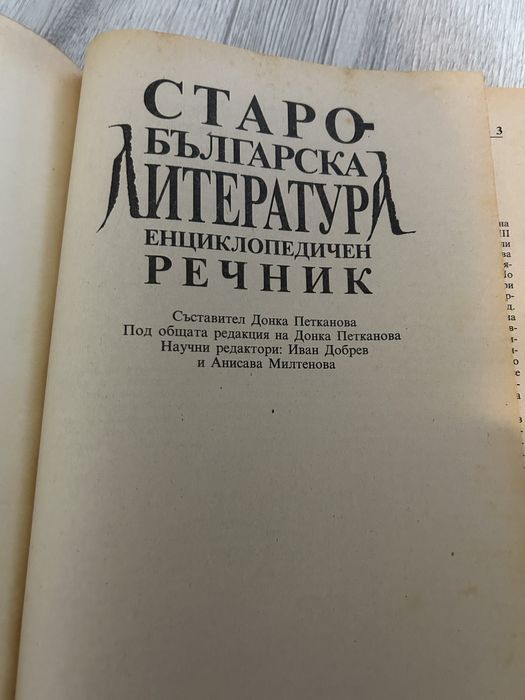 СТАРО-
БЪЛГАРСКА
ЛИТЕРАТУРА
ЕНЦИКЛОПЕДИЧЕН
РЕЧНИК
Съставител Донка Петканова
Под общата редакция на Донка Петканова
Научни редактори: Иван Добрев
и Анисава Милтенова
3
на